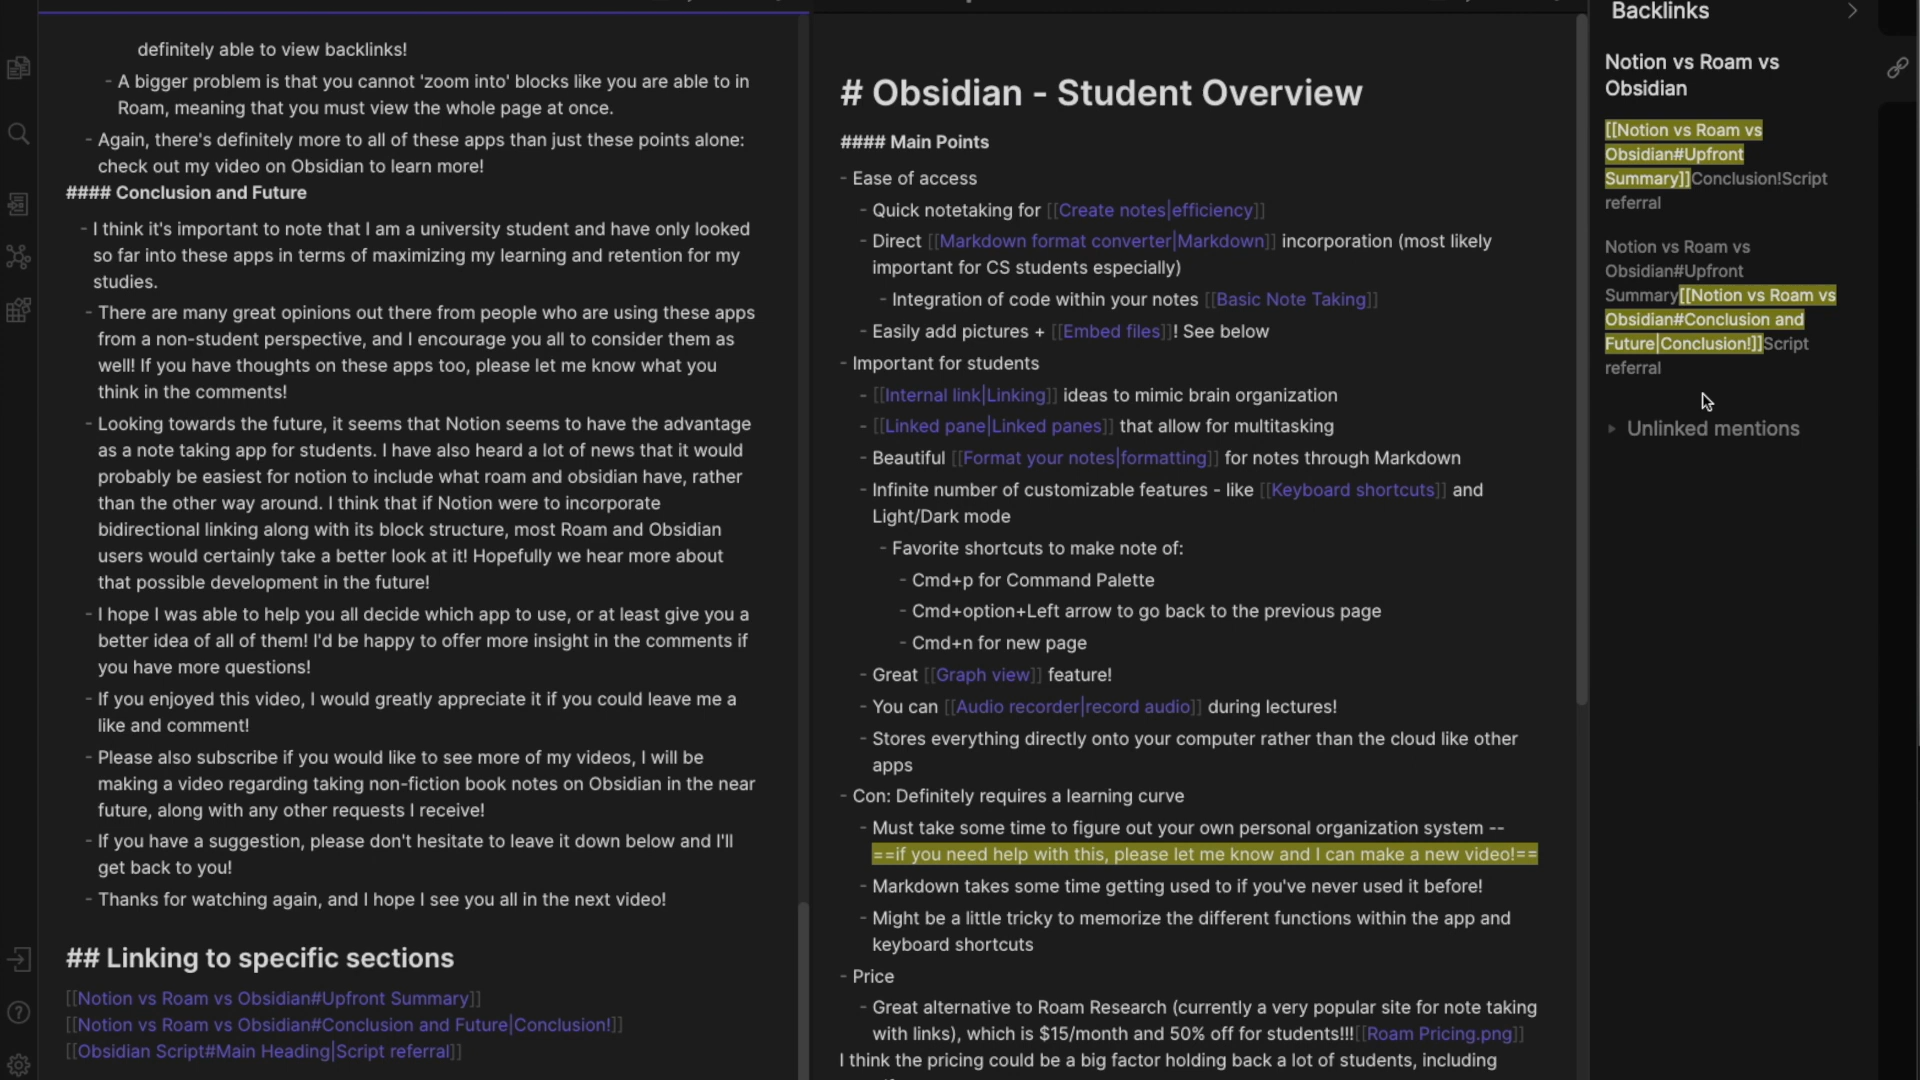 definitely able to view backlinks!
- A bigger problem is that you cannot 'zoom into' blocks like you are able to in
Roam, meaning that you must view the whole page at once.
- Again, there's definitely more to all of these apps than just these points alone:
check out my video on Obsidian to learn more!
#### Conclusion and Future
- I think it's important to note that I am a university student and have only looked
so far into these apps in terms of maximizing my learning and retention for my
studies.
- There are many great opinions out there from people who are using these apps
from a non-student perspective, and I encourage you all to consider them as
well! If you have thoughts on these apps too, please let me know what you
think in the comments!
- Looking towards the future, it seems that Notion seems to have the advantage
as a note taking app for students. I have also heard a lot of news that it would
probably be easiest for notion to include what roam and obsidian have, rather
than the other way around. I think that if Notion were to incorporate
bidirectional linking along with its block structure, most Roam and Obsidian
users would certainly take a better look at it! Hopefully we hear more about
that possible development in the future!
- I hope I was able to help you all decide which app to use, or at least give you a
better idea of all of them! I'd be happy to offer more insight in the comments if
you have more questions!
- If you enjoyed this video, I would greatly appreciate it if you could leave me a
like and comment!
- Please also subscribe if you would like to see more of my videos, I will be
making a video regarding taking non-fiction book notes on Obsidian in the near
future, along with any other requests I receive!
- If you have a suggestion, please don't hesitate to leave it down below and I'll
get back to you!
- Thanks for watching again, and I hope I see you all in the next video!
## Linking to specific sections
[[Notion vs Roam vs Obsidian#Upfront Summary]]
[[Notion vs Roam vs Obsidian#Conclusion and Future|Conclusion!]]
[[Obsidian Script#Main Heading|Script referral]]
# Obsidian - Student Overview
#### Main Points
- Ease of access
- Quick notetaking for [[Create notes|efficiency]]
- Direct [[Markdown format converter|Markdown]] incorporation (most likely
important for CS students especially)
- Integration of code within your notes [[Basic Note Taking]]
- Easily add pictures + [[Embed files]]! See below
- Important for students
- [[Internal link|Linking]] ideas to mimic brain organization
- [[Linked pane|Linked panes]] that allow for multitasking
- Beautiful [[Format your notes|formatting]] for notes through Markdown
- Infinite number of customizable features - like [[Keyboard shortcuts]] and
Light/Dark mode
- Favorite shortcuts to make note of:
- Cmd+p for Command Palette
- Cmd+option+Left arrow to go back to the previous page
- Cmd+n for new page
- Great [[Graph view]] feature!
- You can [[Audio recorder|record audio]] during lectures!
- Stores everything directly onto your computer rather than the cloud like other
apps
- Con: Definitely requires a learning curve
- Must take some time to figure out your own personal organization system --
==if you need help with this, please let me know and I can make a new video!==
- Markdown takes some time getting used to if you've never used it before!
- Might be a little tricky to memorize the different functions within the app and
keyboard shortcuts
- Price
- Great alternative to Roam Research (currently a very popular site for note taking
with links), which is $15/month and 50% off for students!!![[Roam Pricing.png]]
I think the pricing could be a big factor holding back a lot of students, including
Backlinks
Notion vs Roam vs
Obsidian
[[Notion vs Roam vs
Obsidian#Upfront
Summary]]Conclusion!Script
referral
Notion vs Roam vs
Obsidian#Upfront
Summary[[Notion vs Roam vs
Obsidian#Conclusion and
Future|Conclusion!]]Script
referral
Unlinked mentions